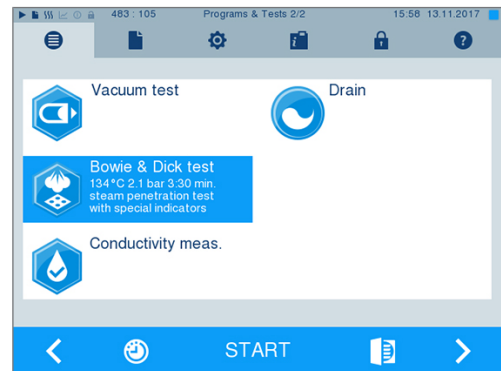 483 : 105 Programs & Tests 2/2 15:58 13.11.2017
Vacuum test
Drain
Bowie & Dick test
134°C 2.1 bar 3:30 min.
steam penetration test
with special indicators
Conductivity meas.
START